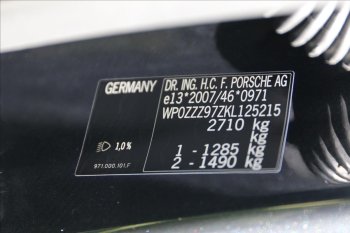 GERMANY
DR. ING. H.C. F. PORSCHE AG
e13*2007/46*0971
WP0ZZZ97ZKL125215
2710 kg
kg
1 - 1285 kg
2 - 1490 kg
1,0%
971.000.101.F